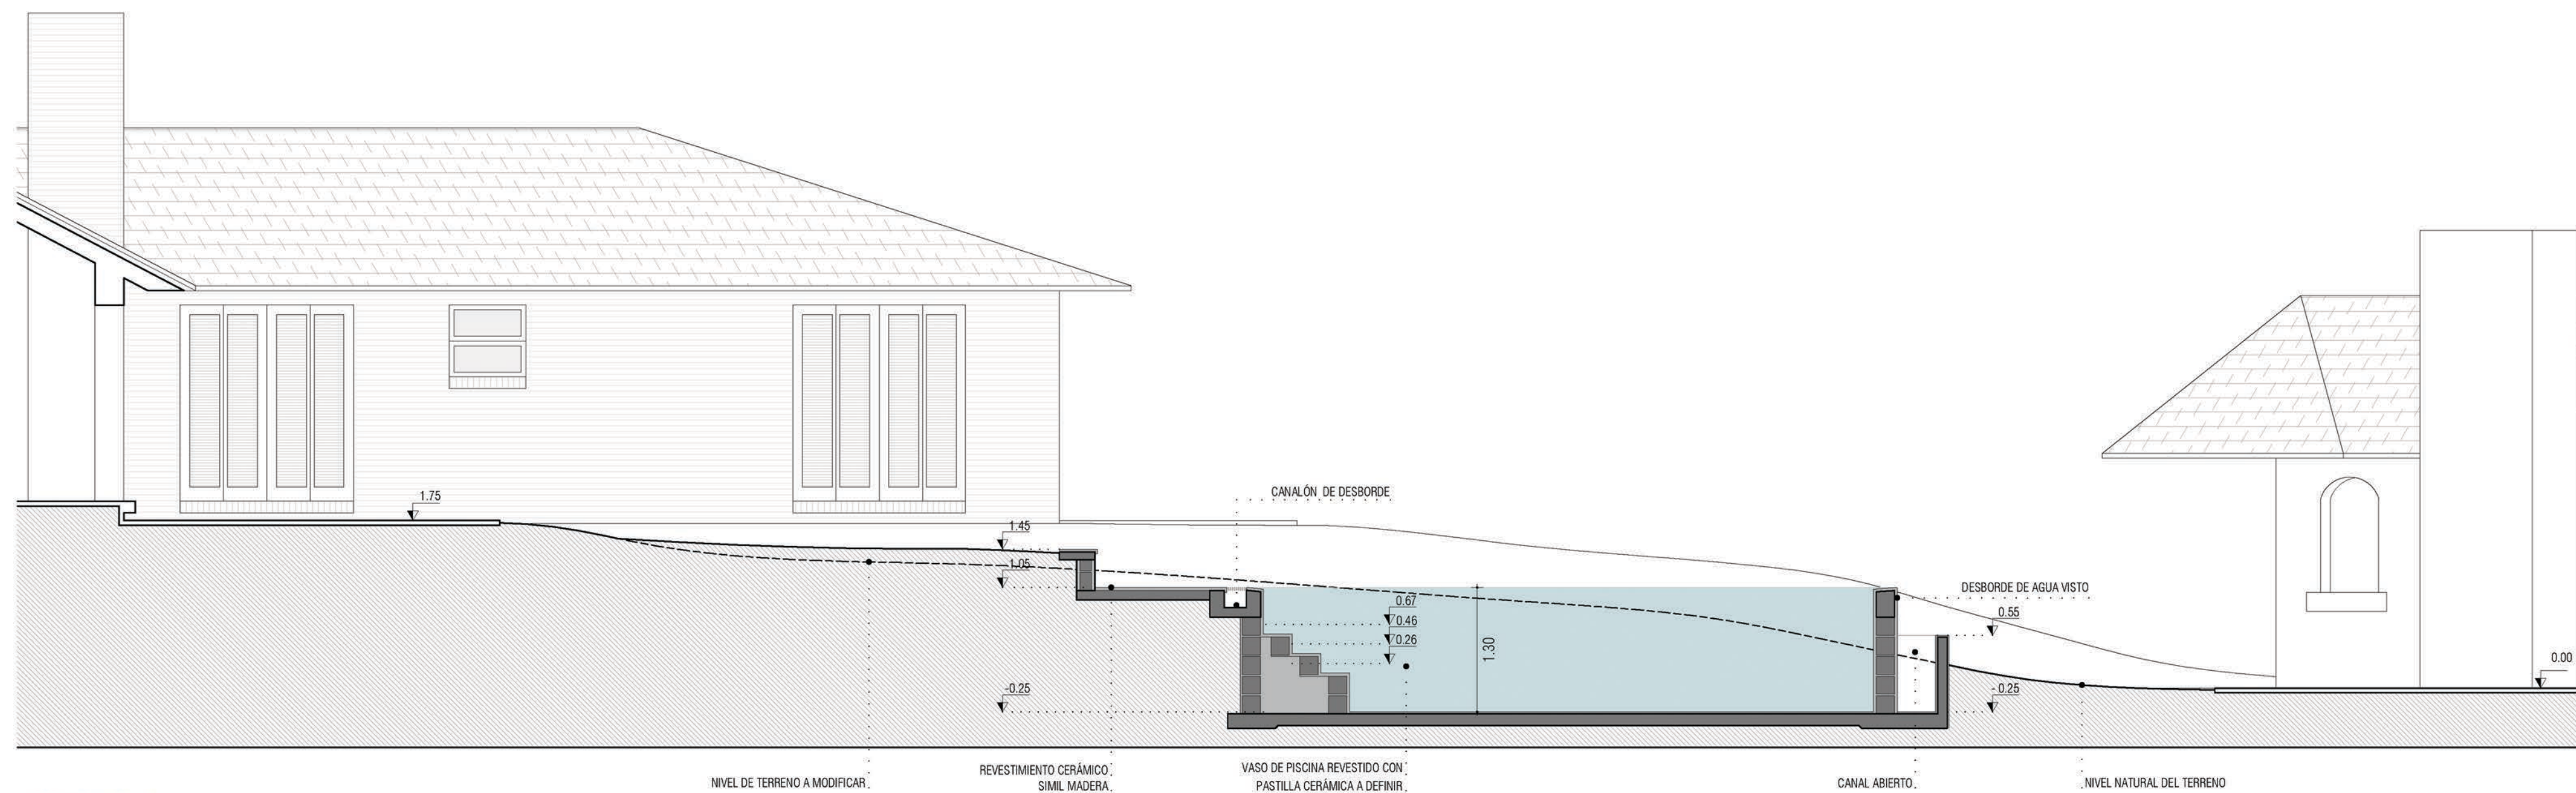 CANALÓN DE DESBORDE
1.75
1.45
1.05
DESBORDE DE AGUA VISTO
0.67
0.55
0.46
0.26
1.30
0.00
-0.25
- 0.25
REVESTIMIENTO CERÁMICO
SIMIL MADERA
VASO DE PISCINA REVESTIDO CON
PASTILLA CERÁMICA A DEFINIR
NIVEL DE TERRENO A MODIFICAR
CANAL ABIERTO
NIVEL NATURAL DEL TERRENO